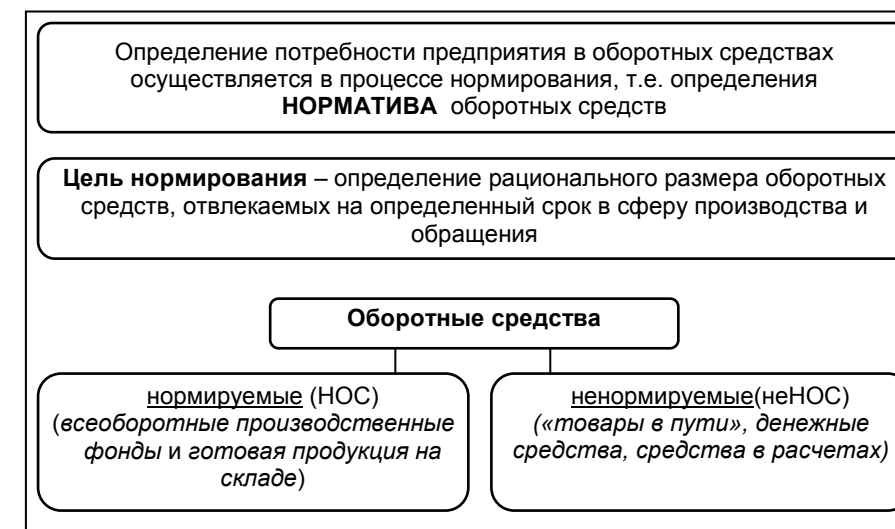 Определение потребности предприятия в оборотных средствах
осуществляется в процессе нормирования, т.е. определения
НОРМАТИВА оборотных средств
Цель нормирования – определение рационального размера оборотных
средств, отвлекаемых на определенный срок в сферу производства и
обращения
Оборотные средства
нормируемые (НОС)
(всеоборотные производственные
фонды и готовая продукция на
складе)
ненормируемые(неНОС)
(«товары в пути», денежные
средства, средства в расчетах)